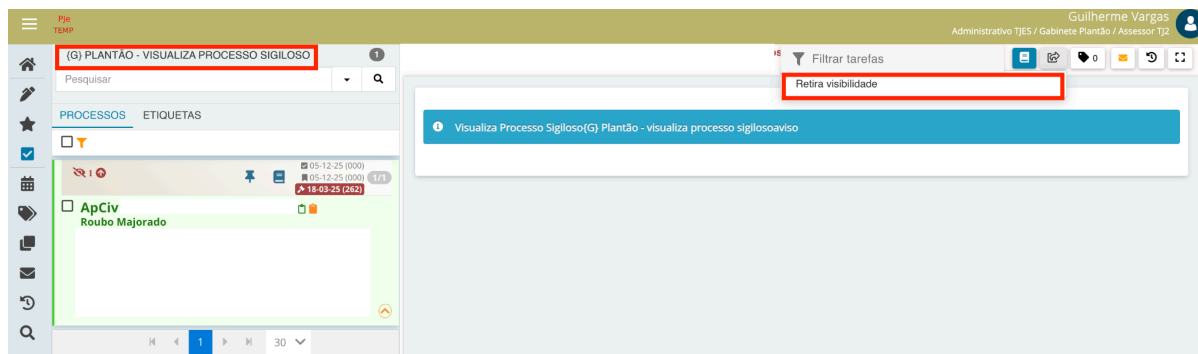 PJe
TEMP
Guilherme Vargas
Administrativo TJES / Gabinete Plantão / Assessor TJ2
{G} PLANTÃO - VISUALIZA PROCESSO SIGILOSO
1
Pesquisar
PROCESSOS ETIQUETAS
1
05-12-25 (000)
05-12-25 (000) 1/1
18-03-25 (262)
ApCiv
Roubo Majorado
1
30
Filtrar tarefas
0
Retira visibilidade
Visualiza Processo Sigiloso{G} Plantão - visualiza processo sigilosoaviso